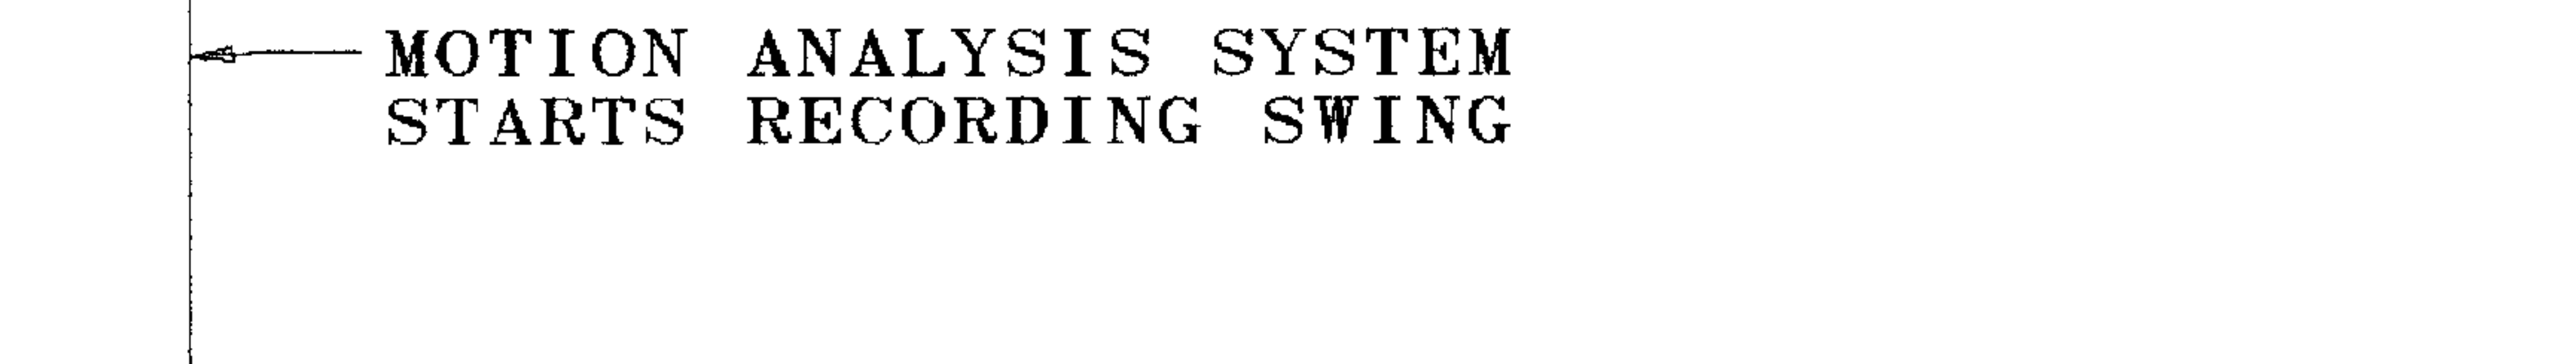 MOTION ANALYSIS SYSTEM
STARTS RECORDING SWING